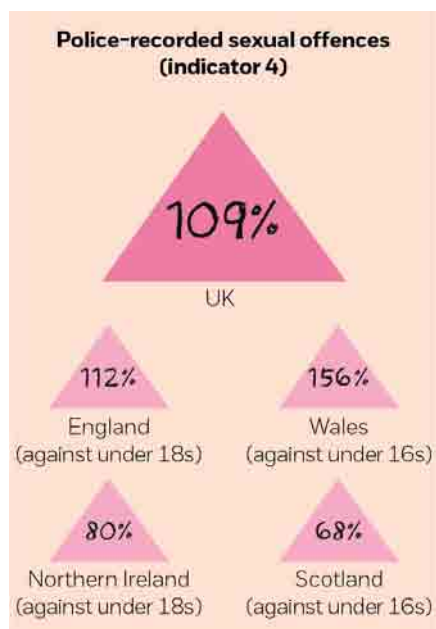 Police-recorded sexual offences
(indicator 4)
109%
UK
112%
156%
England
(against under 18s)
Wales
(against under 16s)
80%
68%
Northern Ireland
(against under 18s)
Scotland
(against under 16s)